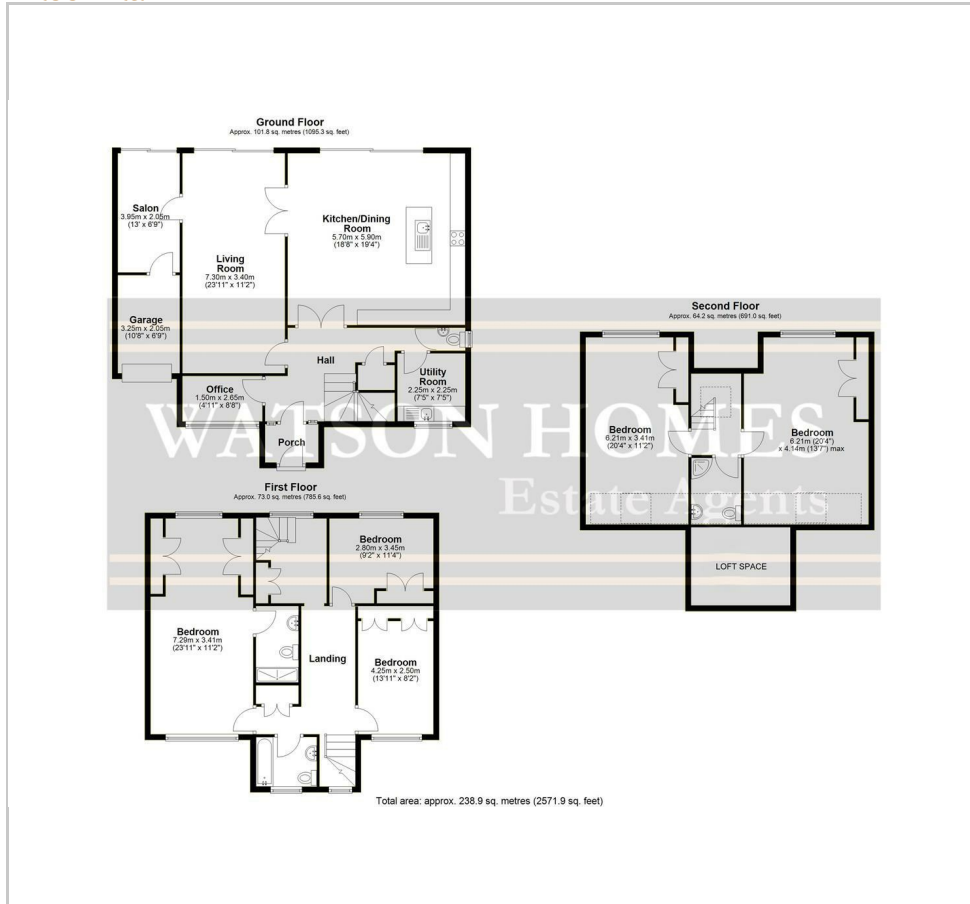 Ground Floor
Approx. 101.8 sq. metres (1095.3 sq. feet)
Salon
3.95m x 2.05m
(13' x 6'9")
Kitchen/Dining
Room
5.70m x 5.90m
(18'8" x 19'4")
Living
Room
7.30m x 3.40m
(23'11" x 11'2")
Garage
3.25m x 2.05m
(10'8" x 6'9")
Hall
Utility
Room
2.25m x 2.25m
(7'5" x 7'5")
Office
1.50m x 2.65m
(4'11" x 8'8")
Porch
Second Floor
Approx. 64.2 sq. metres (691.0 sq. feet)
Bedroom
6.21m x 3.41m
(20'4" x 11'2")
Bedroom
6.21m (20'4")
x 4.14m (13'7") max
LOFT SPACE
WATSON HOMES
Estate Agents
First Floor
Approx. 73.0 sq. metres (785.6 sq. feet)
Bedroom
2.80m x 3.45m
(9'2" x 11'4")
Bedroom
7.29m x 3.41m
(23'11" x 11'2")
Landing
Bedroom
4.25m x 2.50m
(13'11" x 8'2")
Total area: approx. 238.9 sq. metres (2571.9 sq. feet)